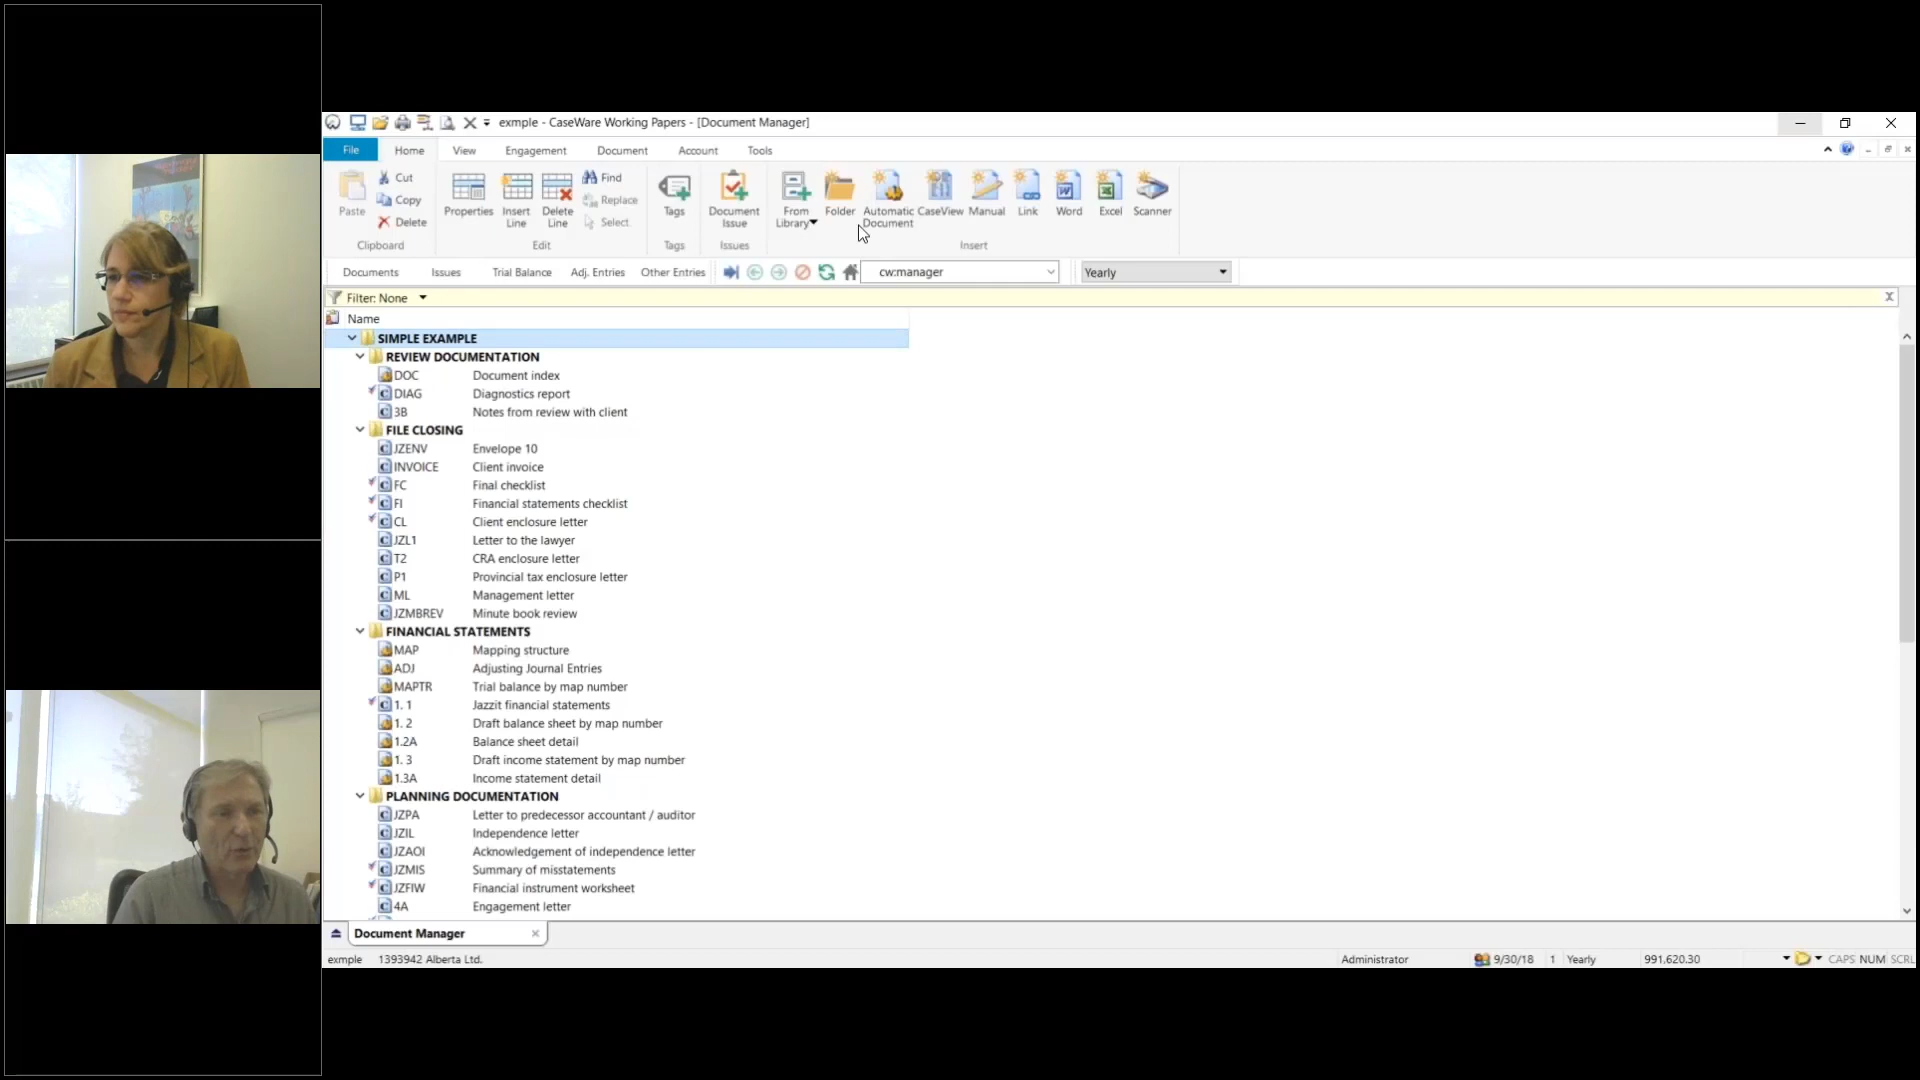 exmple - CaseWare Working Papers - [Document Manager]
File Home View Engagement Document Account Tools
Paste Cut Copy Delete Clipboard
Properties Insert Line Delete Line Find Replace Select Edit
Tags Tags
Document Issue Issues
From Library Folder Automatic Document CaseView Manual Link Word Excel Scanner Insert
Documents Issues Trial Balance Adj. Entries Other Entries cw:manager Yearly
Filter: None
Name
SIMPLE EXAMPLE
REVIEW DOCUMENTATION
DOC Document index
DIAG Diagnostics report
3B Notes from review with client
FILE CLOSING
JZENV Envelope 10
INVOICE Client invoice
FC Final checklist
FI Financial statements checklist
CL Client enclosure letter
JZL1 Letter to the lawyer
T2 CRA enclosure letter
P1 Provincial tax enclosure letter
ML Management letter
JZMBREV Minute book review
FINANCIAL STATEMENTS
MAP Mapping structure
ADJ Adjusting Journal Entries
MAPTR Trial balance by map number
1. 1 Jazzit financial statements
1. 2 Draft balance sheet by map number
1.2A Balance sheet detail
1. 3 Draft income statement by map number
1.3A Income statement detail
PLANNING DOCUMENTATION
JZPA Letter to predecessor accountant / auditor
JZIL Independence letter
JZAOI Acknowledgement of independence letter
JZMIS Summary of misstatements
JZFIW Financial instrument worksheet
4A Engagement letter
Document Manager
exmple 1393942 Alberta Ltd. Administrator 9/30/18 1 Yearly 991,620.30 CAPS NUM SCRL